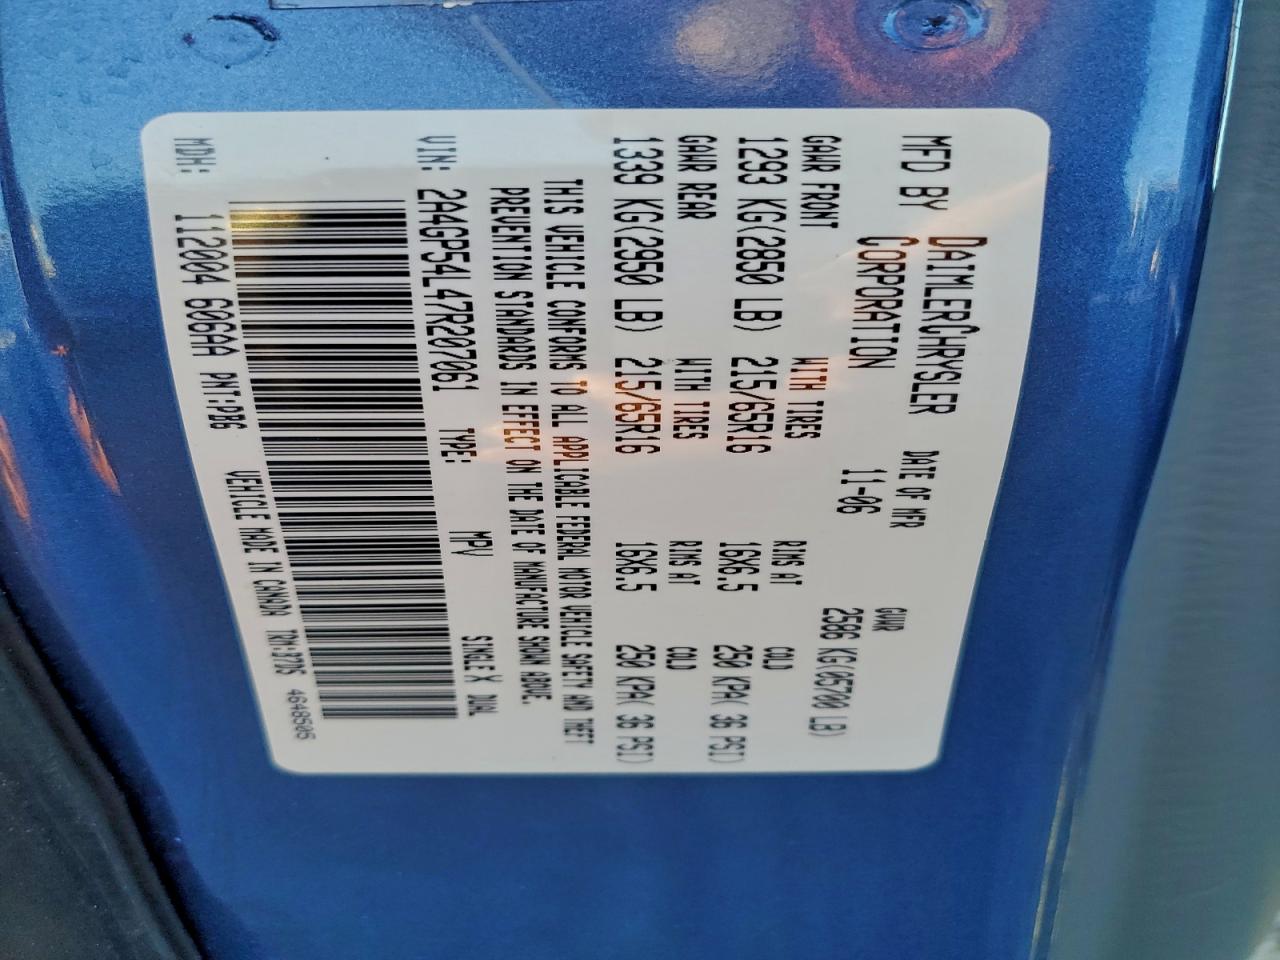 MFD BY DAIMLERCHRYSLER CORPORATION DATE OF MFR 11-06 GVWR 2586 KG(05700 LB)
GAWR FRONT WITH TIRES RIMS AT COLD
1293 KG(2850 LB) 215/65R16 16X6.5 250 KPA( 36 PSI)
GAWR REAR WITH TIRES RIMS AT COLD
1339 KG(2950 LB) 215/65R16 16X6.5 250 KPA( 36 PSI)
THIS VEHICLE CONFORMS TO ALL APPLICABLE FEDERAL MOTOR VEHICLE SAFETY AND THEFT
PREVENTION STANDARDS IN EFFECT ON THE DATE OF MANUFACTURE SHOWN ABOVE.
VIN: 2A4GP54L47R207061 TYPE: MPV SINGLE X DUAL
MDH: 112004 606AA PNT:PB6 VEHICLE MADE IN CANADA TRM:37DS 4648505